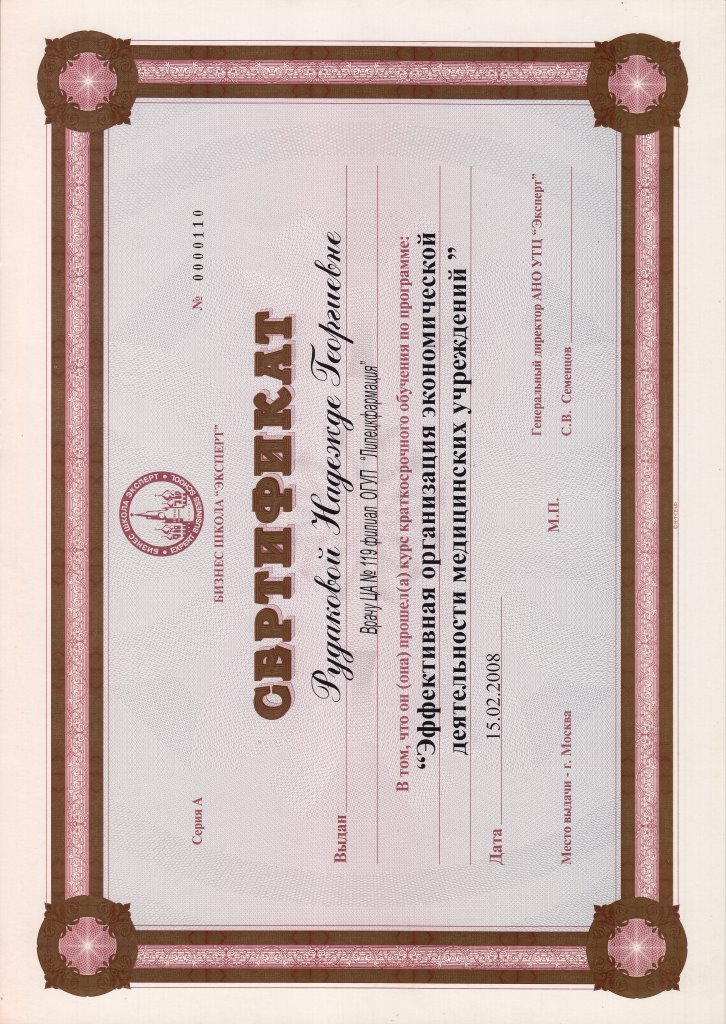 БИЗНЕС ШКОЛА ЭКСПЕРТ
EXPERT BUSINESS SCHOOL
Серия А
БИЗНЕС ШКОЛА “ЭКСПЕРТ”
№ 0000110
СЕРТИФИКАТ
Выдан Рудаковой Надежде Георгиевне
Врачу ЦА № 119 филиал ОГУП "Липецкфармация"
В том, что он (она) прошел(а) курс краткосрочного обучения по программе:
“Эффективная организация экономической
деятельности медицинских учреждений ”
Дата 15.02.2008
Генеральный директор АНО УТЦ “Эксперт”
М.П.
Место выдачи - г. Москва
С.В. Семенцов